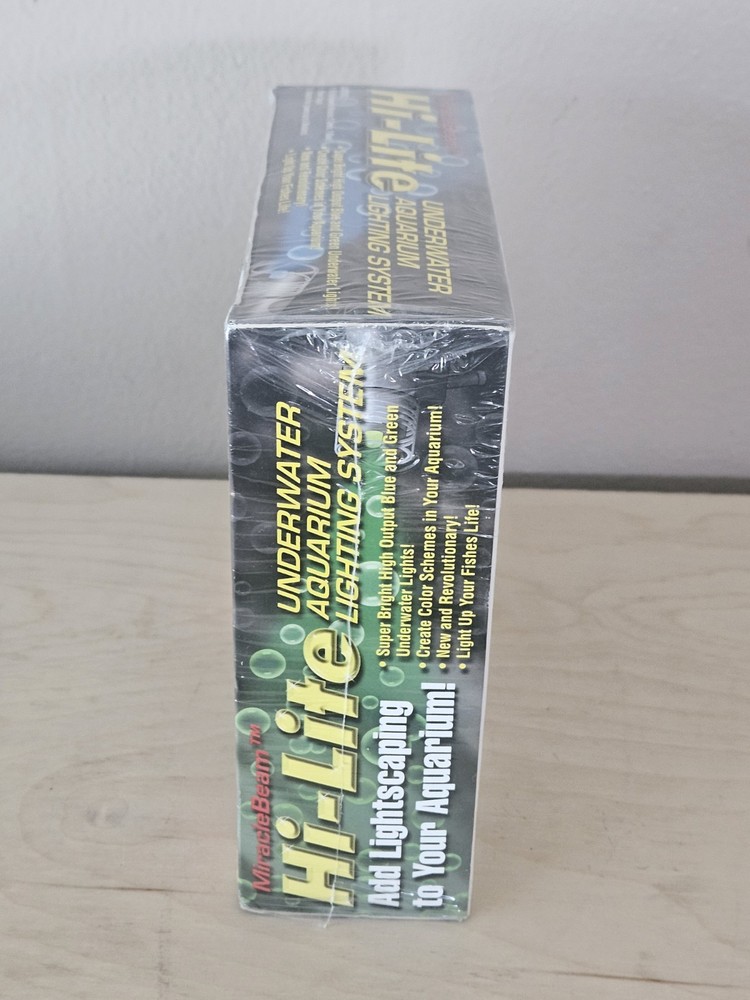 MiracleBeam™
Hi-Lite
UNDERWATER
AQUARIUM
LIGHTING SYSTEM
Add Lightscaping
to Your Aquarium!
• Super Bright High Output Blue and Green
Underwater Lights!
• Create Color Schemes in Your Aquarium!
• New and Revolutionary!
• Light Up Your Fishes Life!
Hi-Lite
UNDERWATER
AQUARIUM
LIGHTING SYSTEM